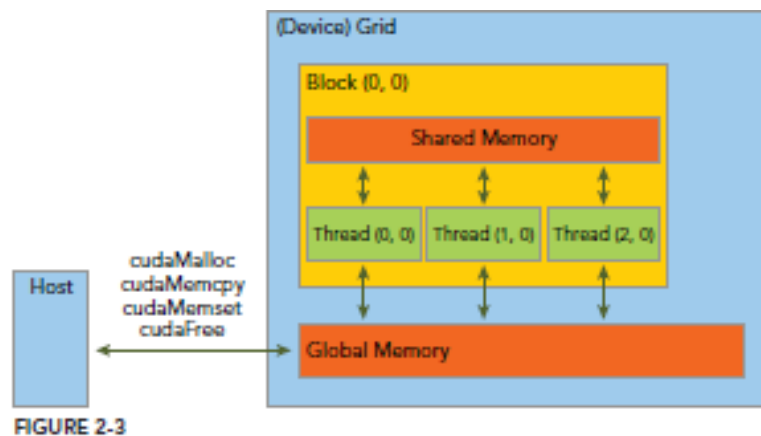 (Device) Grid
Block (0, 0)
Shared Memory
Thread (0, 0) Thread (1, 0) Thread (2, 0)
cudaMalloc
Host
cudaMemcpy
cudaMemset
cudaFree
Global Memory
FIGURE 2-3